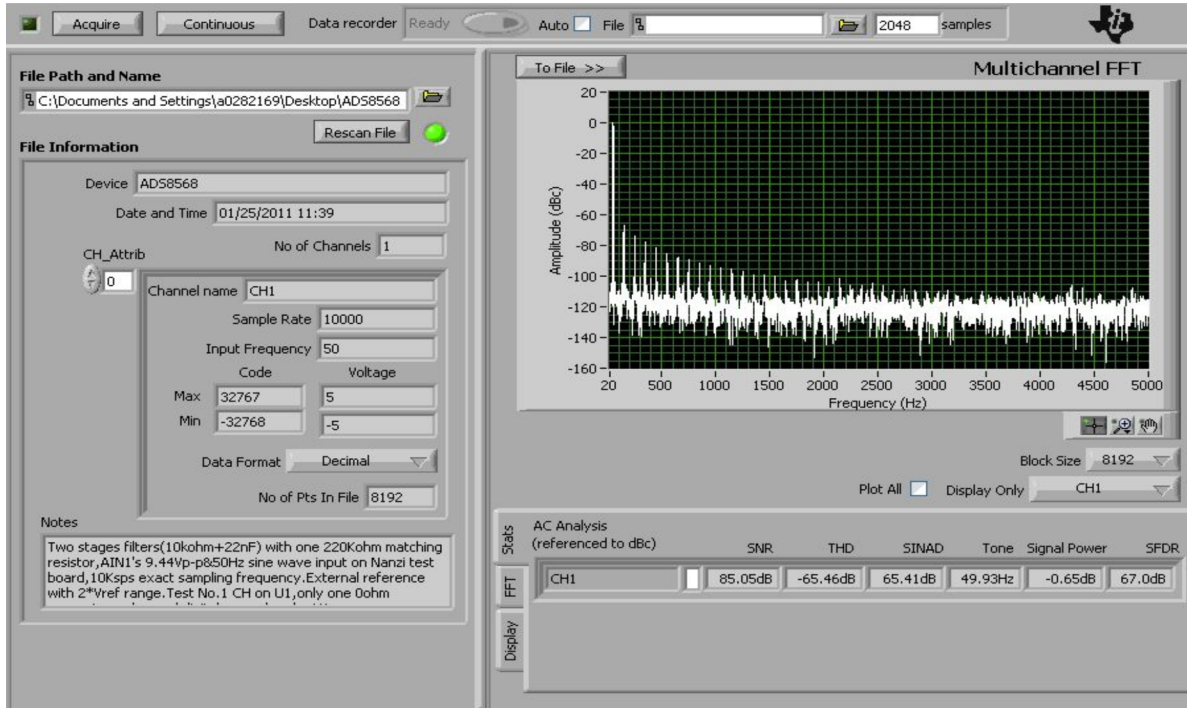 Acquire Continuous Data recorder Ready Auto File 2048 samples
File Path and Name
C:\Documents and Settings\a0282169\Desktop\ADS8568
Rescan File
File Information
Device ADS8568
Date and Time 01/25/2011 11:39
No of Channels 1
CH_Attrib
0
Channel name CH1
Sample Rate 10000
Input Frequency 50
Code Voltage
Max 32767 5
Min -32768 -5
Data Format Decimal
No of Pts In File 8192
Notes
Two stages filters(10kohm+22nF) with one 220Kohm matching
resistor,AIN1's 9.44Vp-p&50Hz sine wave input on Nanzi test
board,10Ksps exact sampling frequency.External reference
with 2*Vref range.Test No.1 CH on U1,only one 0ohm
To File >>
Multichannel FFT
20
0
-20
-40
-60
-80
-100
-120
-140
-160
Amplitude (dBc)
20 500 1000 1500 2000 2500 3000 3500 4000 4500 5000
Frequency (Hz)
Block Size 8192
Plot All Display Only CH1
Stats
FFT
Display
AC Analysis
(referenced to dBc)
SNR THD SINAD Tone Signal Power SFDR
CH1 85.05dB -65.46dB 65.41dB 49.93Hz -0.65dB 67.0dB